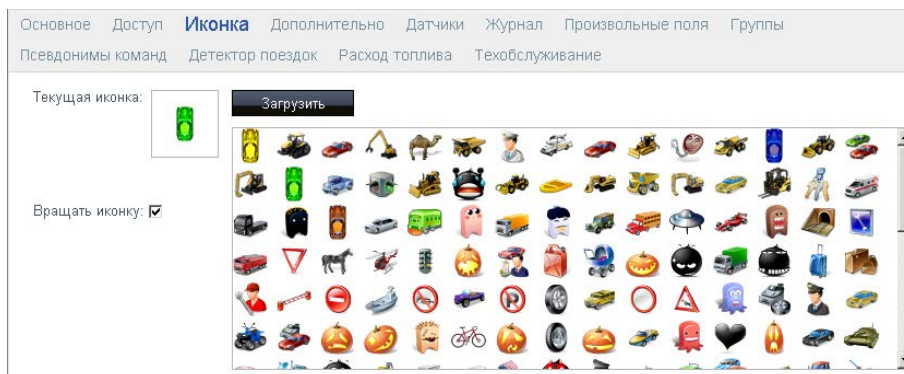 Основное Доступ Иконка Дополнительно Датчики Журнал Произвольные поля Группы
Псевдонимы команд Детектор поездок Расход топлива Техобслуживание
Текущая иконка: Загрузить
Вращать иконку: